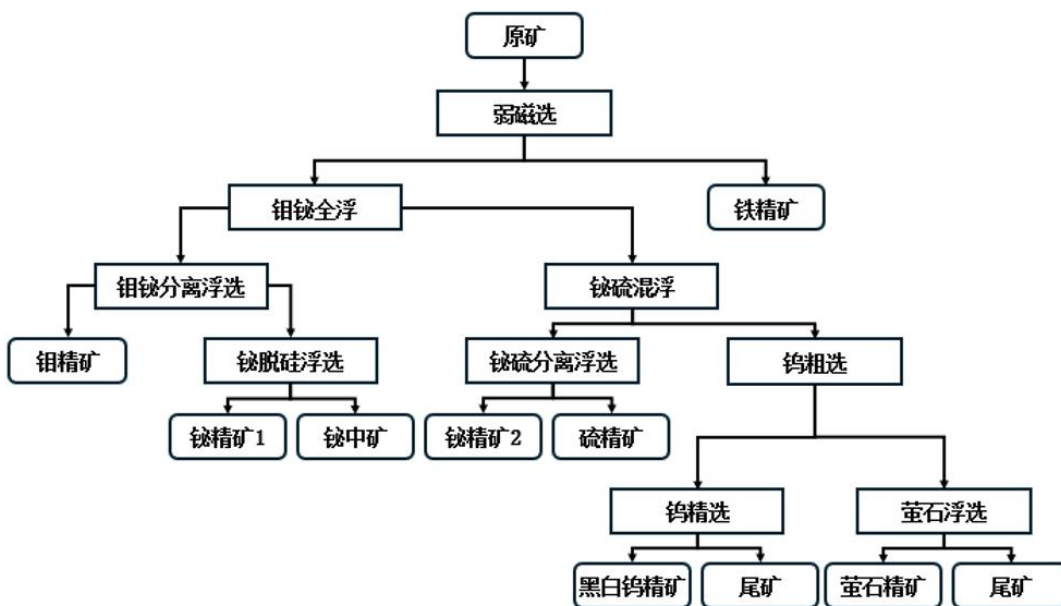 原矿
弱磁选
钼铋全浮
铁精矿
钼铋分离浮选
铋硫混浮
钼精矿
铋脱硅浮选
铋硫分离浮选
钨粗选
铋精矿1
铋中矿
铋精矿2
硫精矿
钨精选
萤石浮选
黑白钨精矿
尾矿
萤石精矿
尾矿